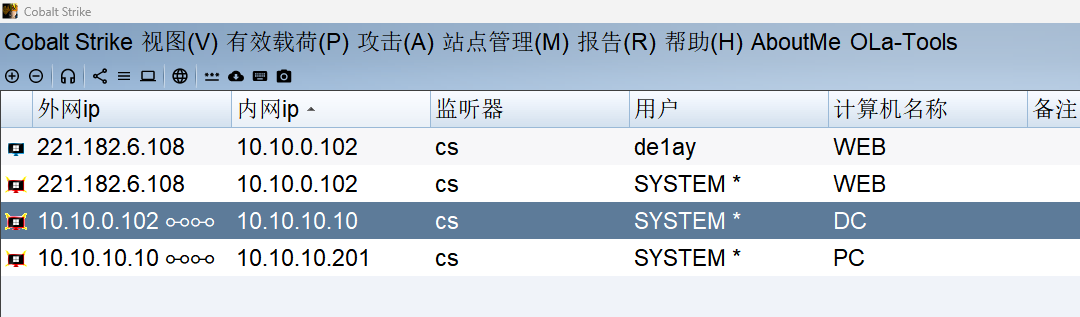 Cobalt Strike
Cobalt Strike 视图(V) 有效载荷(P) 攻击(A) 站点管理(M) 报告(R) 帮助(H) AboutMe OLa-Tools
外网ip 内网ip 监听器 用户 计算机名称 备注
221.182.6.108 10.10.0.102 cs de1ay WEB
221.182.6.108 10.10.0.102 cs SYSTEM * WEB
10.10.0.102 10.10.10.10 cs SYSTEM * DC
10.10.10.10 10.10.10.201 cs SYSTEM * PC